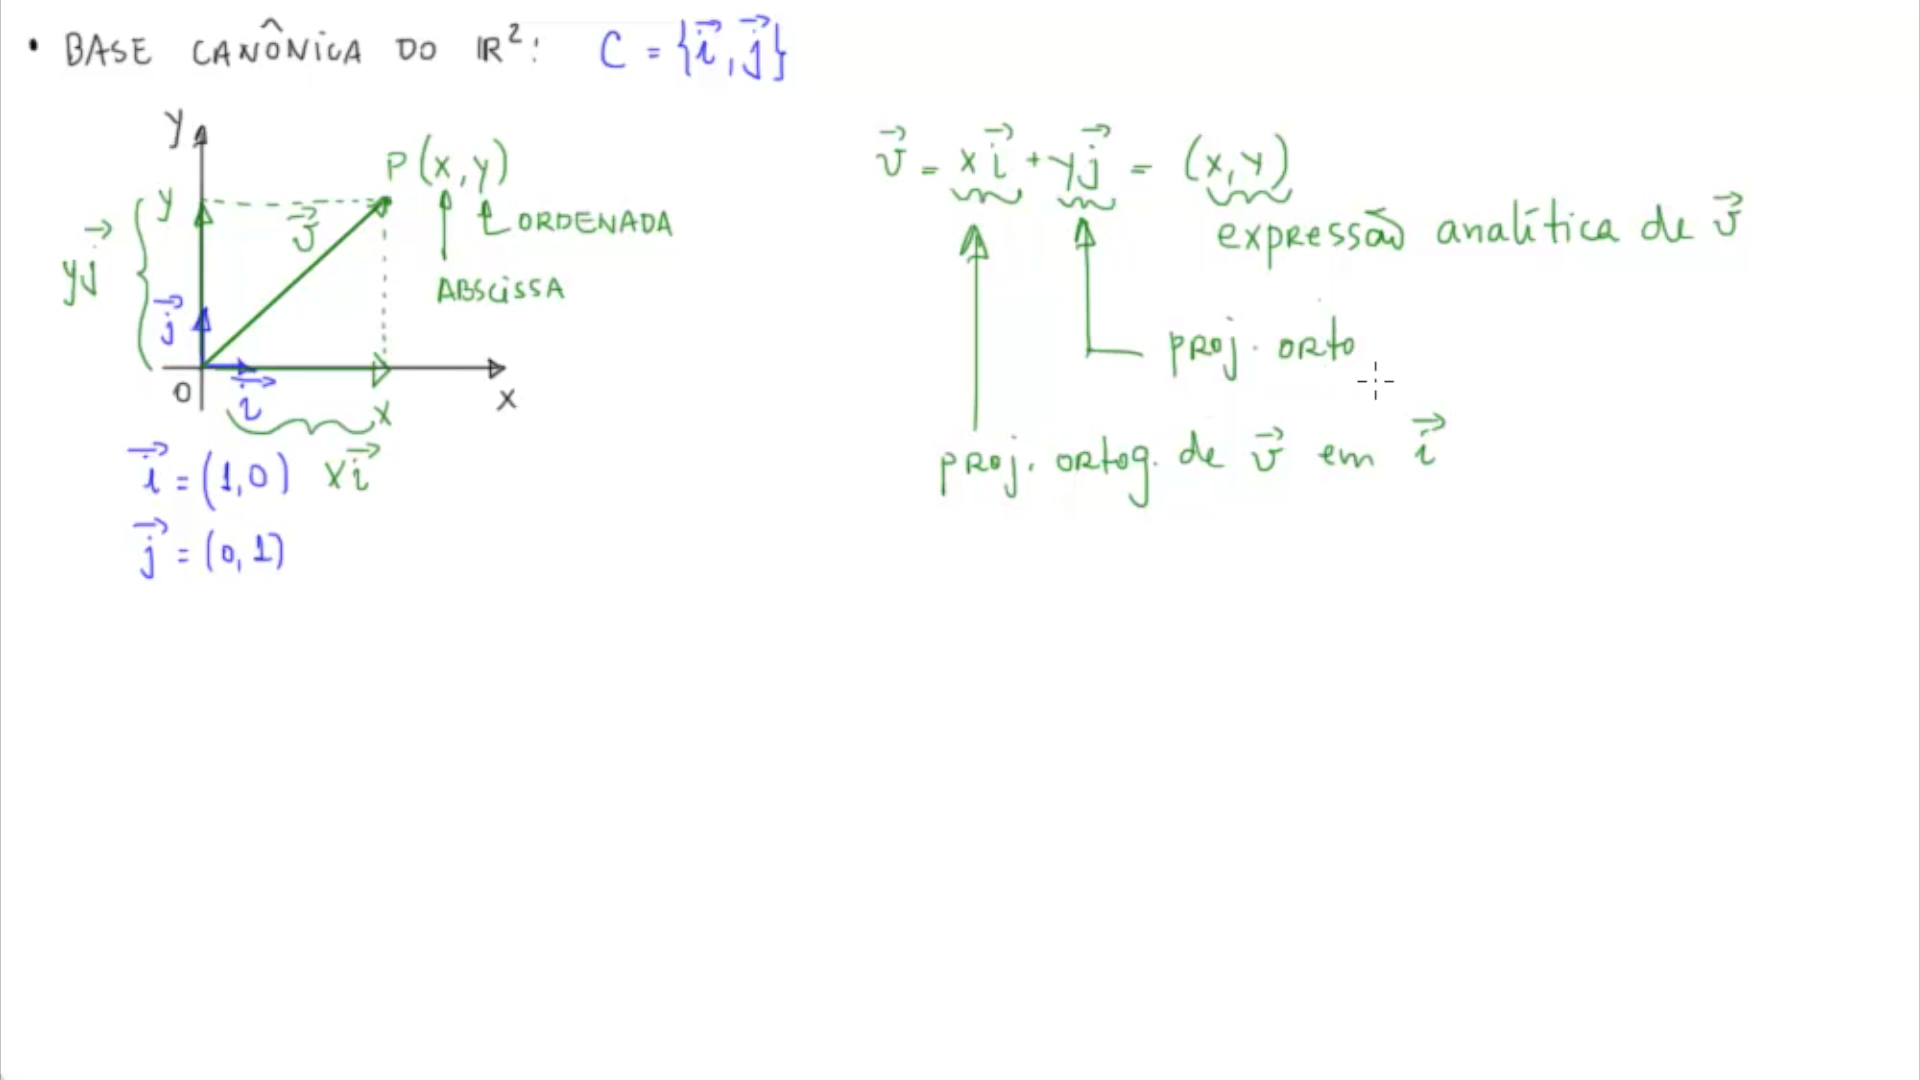 • BASE CANÔNICA DO ℝ²: C = {i⃗, j⃗}
y
P(x, y)
y
v⃗
ORDENADA
yj⃗
ABSCISSA
j⃗
0
i⃗
x
x
i⃗ = (1,0)
xi⃗
j⃗ = (0,1)
v⃗ = xi⃗ + yj⃗ = (x,y)
expressão analítica de v⃗
proj. orto
proj. ortog. de v⃗ em i⃗